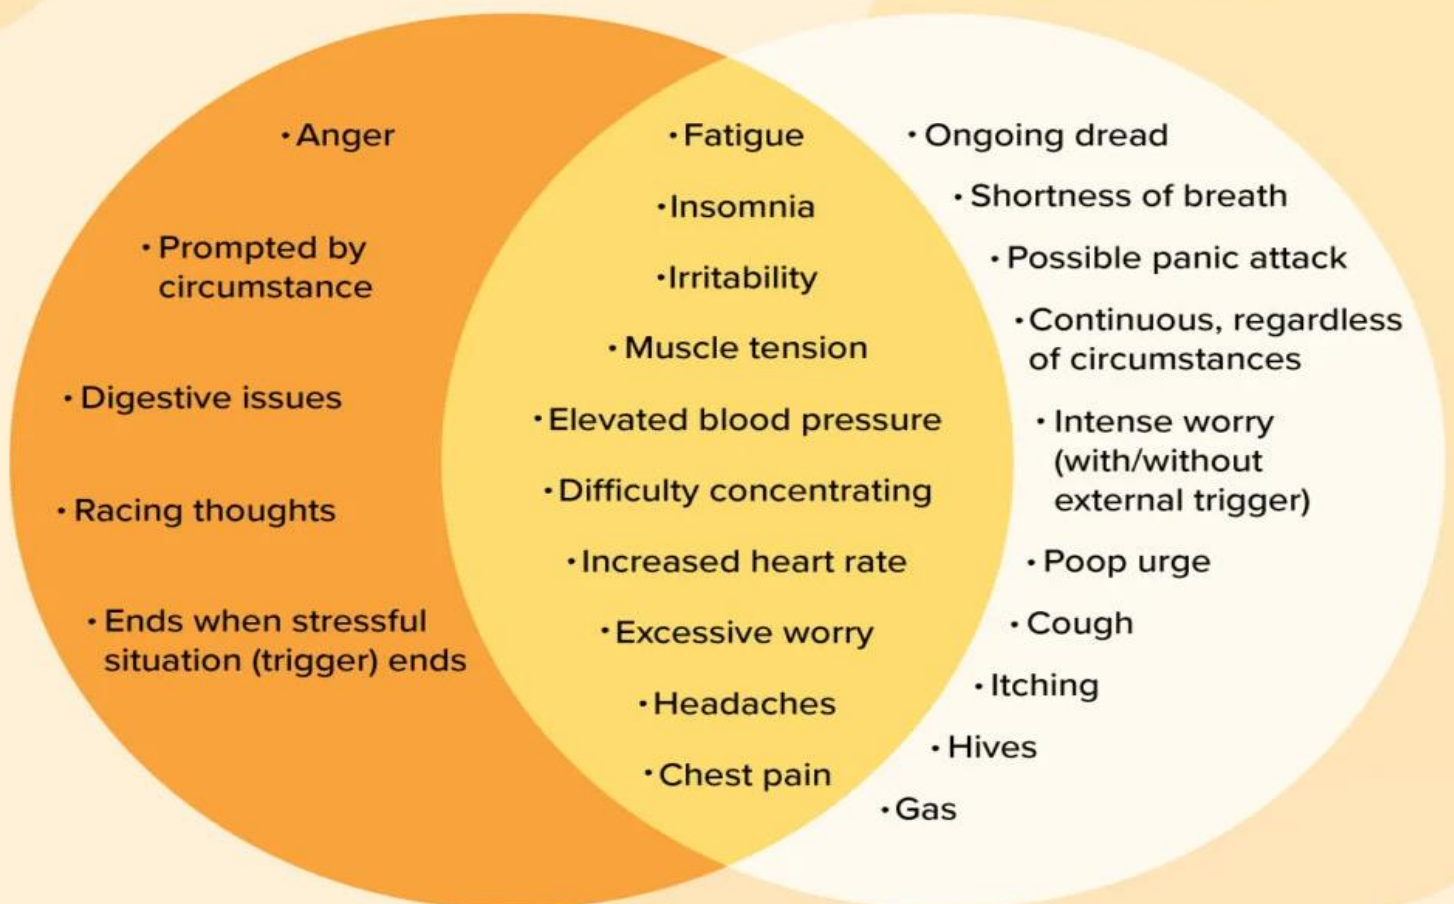 · Anger
· Prompted by
circumstance
· Digestive issues
· Racing thoughts
· Ends when stressful
situation (trigger) ends
· Fatigue
· Insomnia
· Irritability
· Muscle tension
· Elevated blood pressure
· Difficulty concentrating
· Increased heart rate
· Excessive worry
· Headaches
· Chest pain
· Ongoing dread
· Shortness of breath
· Possible panic attack
· Continuous, regardless
of circumstances
· Intense worry
(with/without
external trigger)
· Poop urge
· Cough
· Itching
· Hives
· Gas